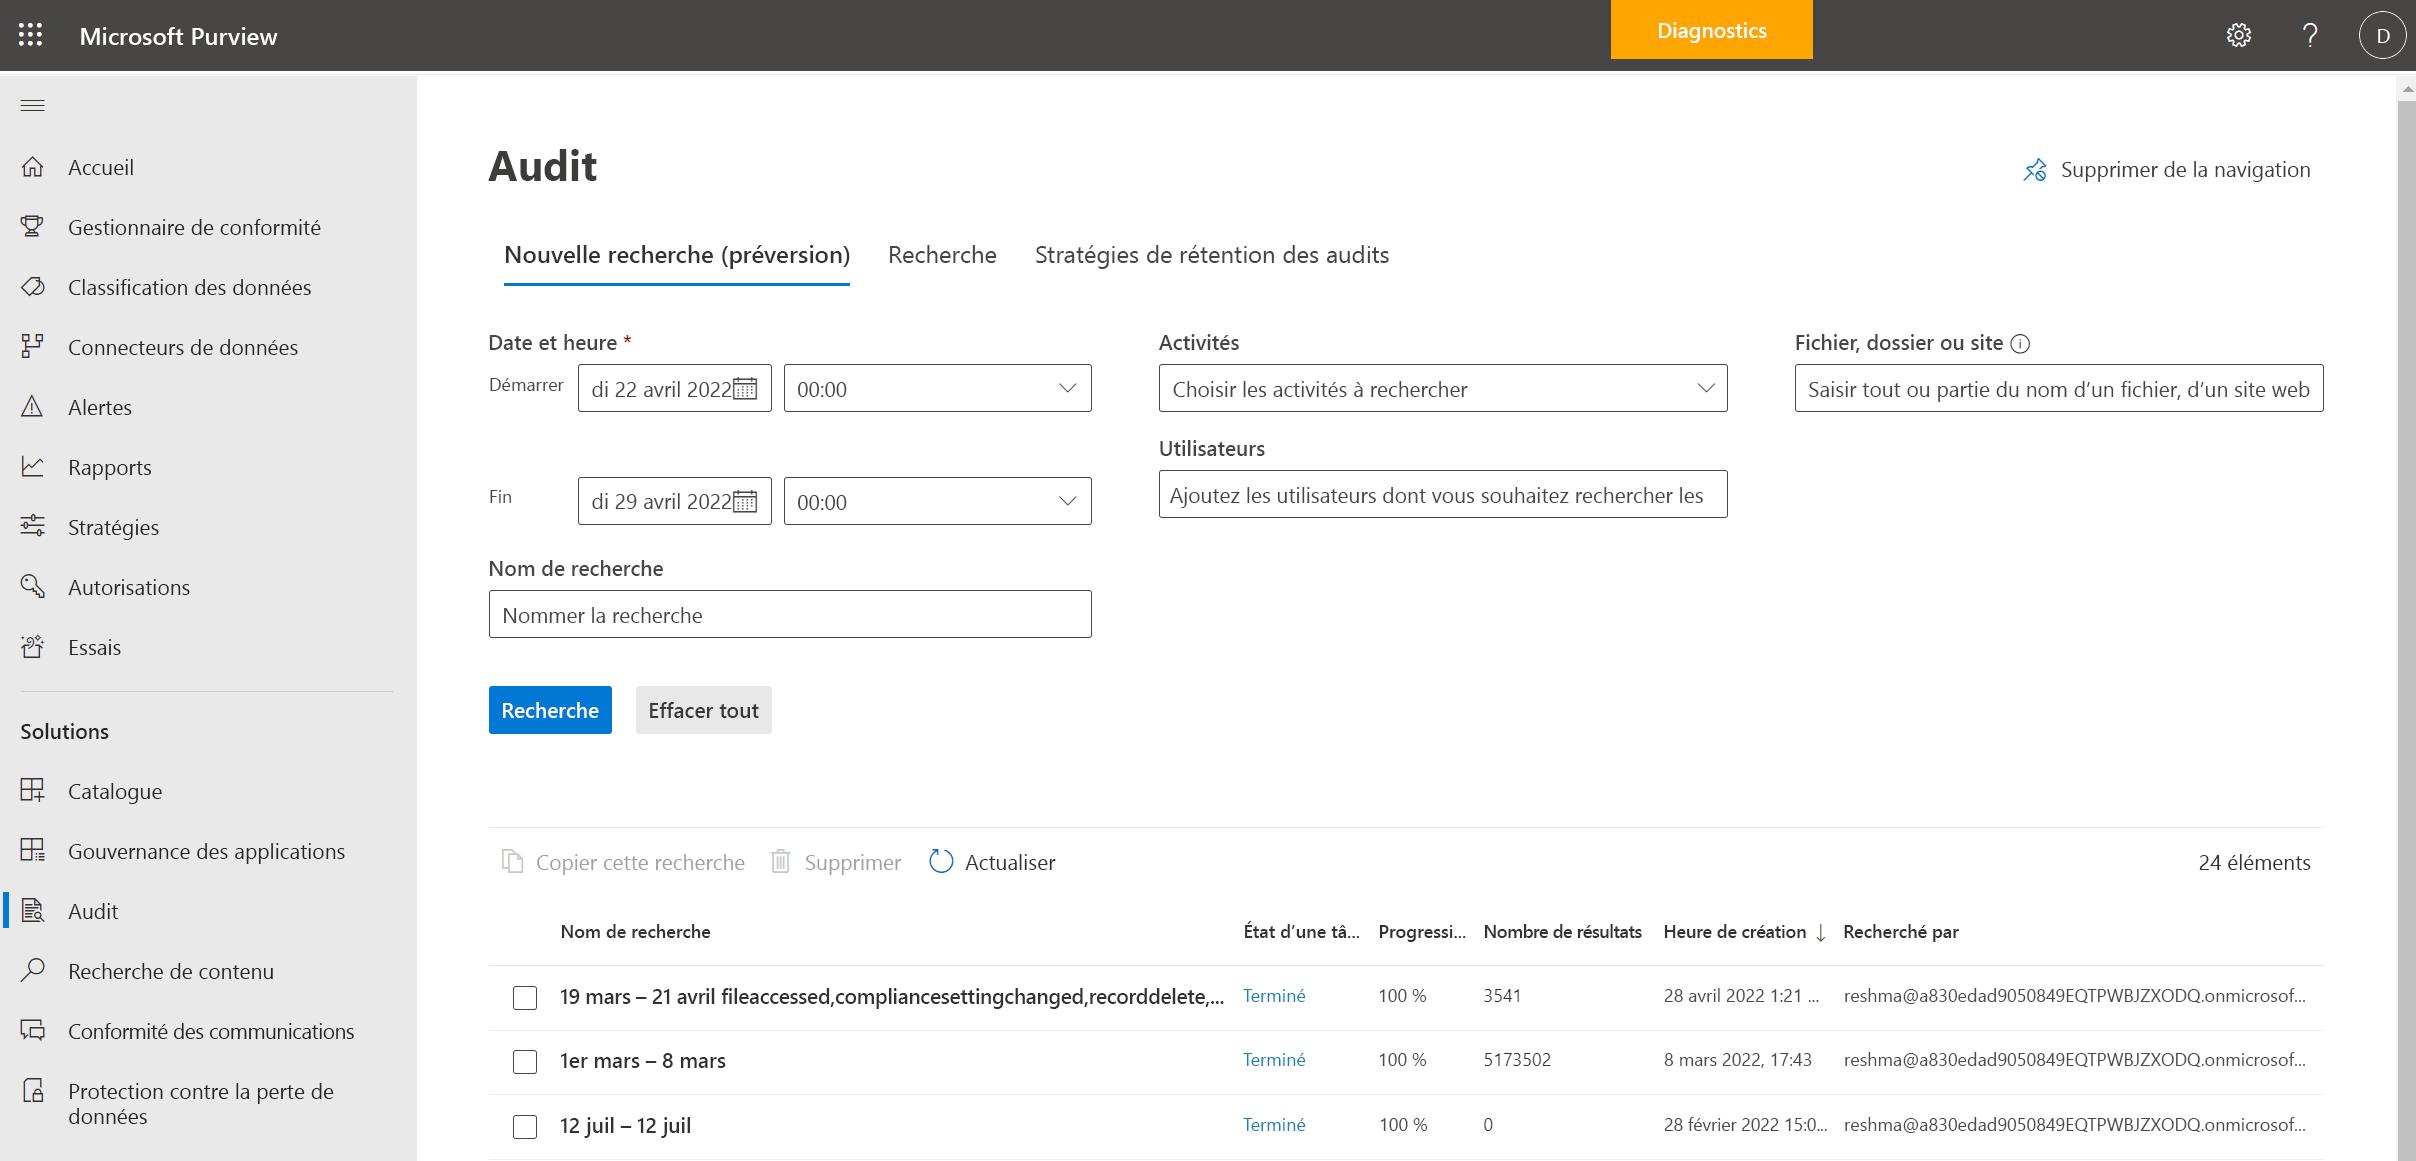 Microsoft Purview
Diagnostics
?
D
Accueil
Gestionnaire de conformité
Classification des données
Connecteurs de données
Alertes
Rapports
Stratégies
Autorisations
Essais
Solutions
Catalogue
Gouvernance des applications
Audit
Recherche de contenu
Conformité des communications
Protection contre la perte de
données
Audit
Supprimer de la navigation
Nouvelle recherche (préversion) Recherche Stratégies de rétention des audits
Date et heure *
Démarrer di 22 avril 2022 00:00
Fin di 29 avril 2022 00:00
Nom de recherche
Nommer la recherche
Activités
Choisir les activités à rechercher
Utilisateurs
Ajoutez les utilisateurs dont vous souhaitez rechercher les
Fichier, dossier ou site
Saisir tout ou partie du nom d’un fichier, d’un site web
Recherche Effacer tout
Copier cette recherche Supprimer Actualiser 24 éléments
Nom de recherche État d’une tâ... Progressi... Nombre de résultats Heure de création ↓ Recherché par
19 mars – 21 avril fileaccessed,compliancesettingchanged,recorddelete,... Terminé 100 % 3541 28 avril 2022 1:21 ... reshma@a830edad9050849EQTPWBJZXODQ.onmicrosof...
1er mars – 8 mars Terminé 100 % 5173502 8 mars 2022, 17:43 reshma@a830edad9050849EQTPWBJZXODQ.onmicrosof...
12 juil – 12 juil Terminé 100 % 0 28 février 2022 15:0... reshma@a830edad9050849EQTPWBJZXODQ.onmicrosof...